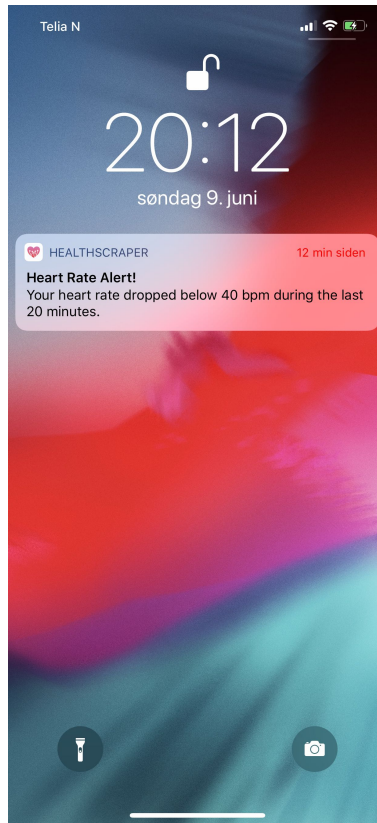 Telia N
20:12
søndag 9. juni
HEALTHSCRAPER 12 min siden
Heart Rate Alert!
Your heart rate dropped below 40 bpm during the last
20 minutes.